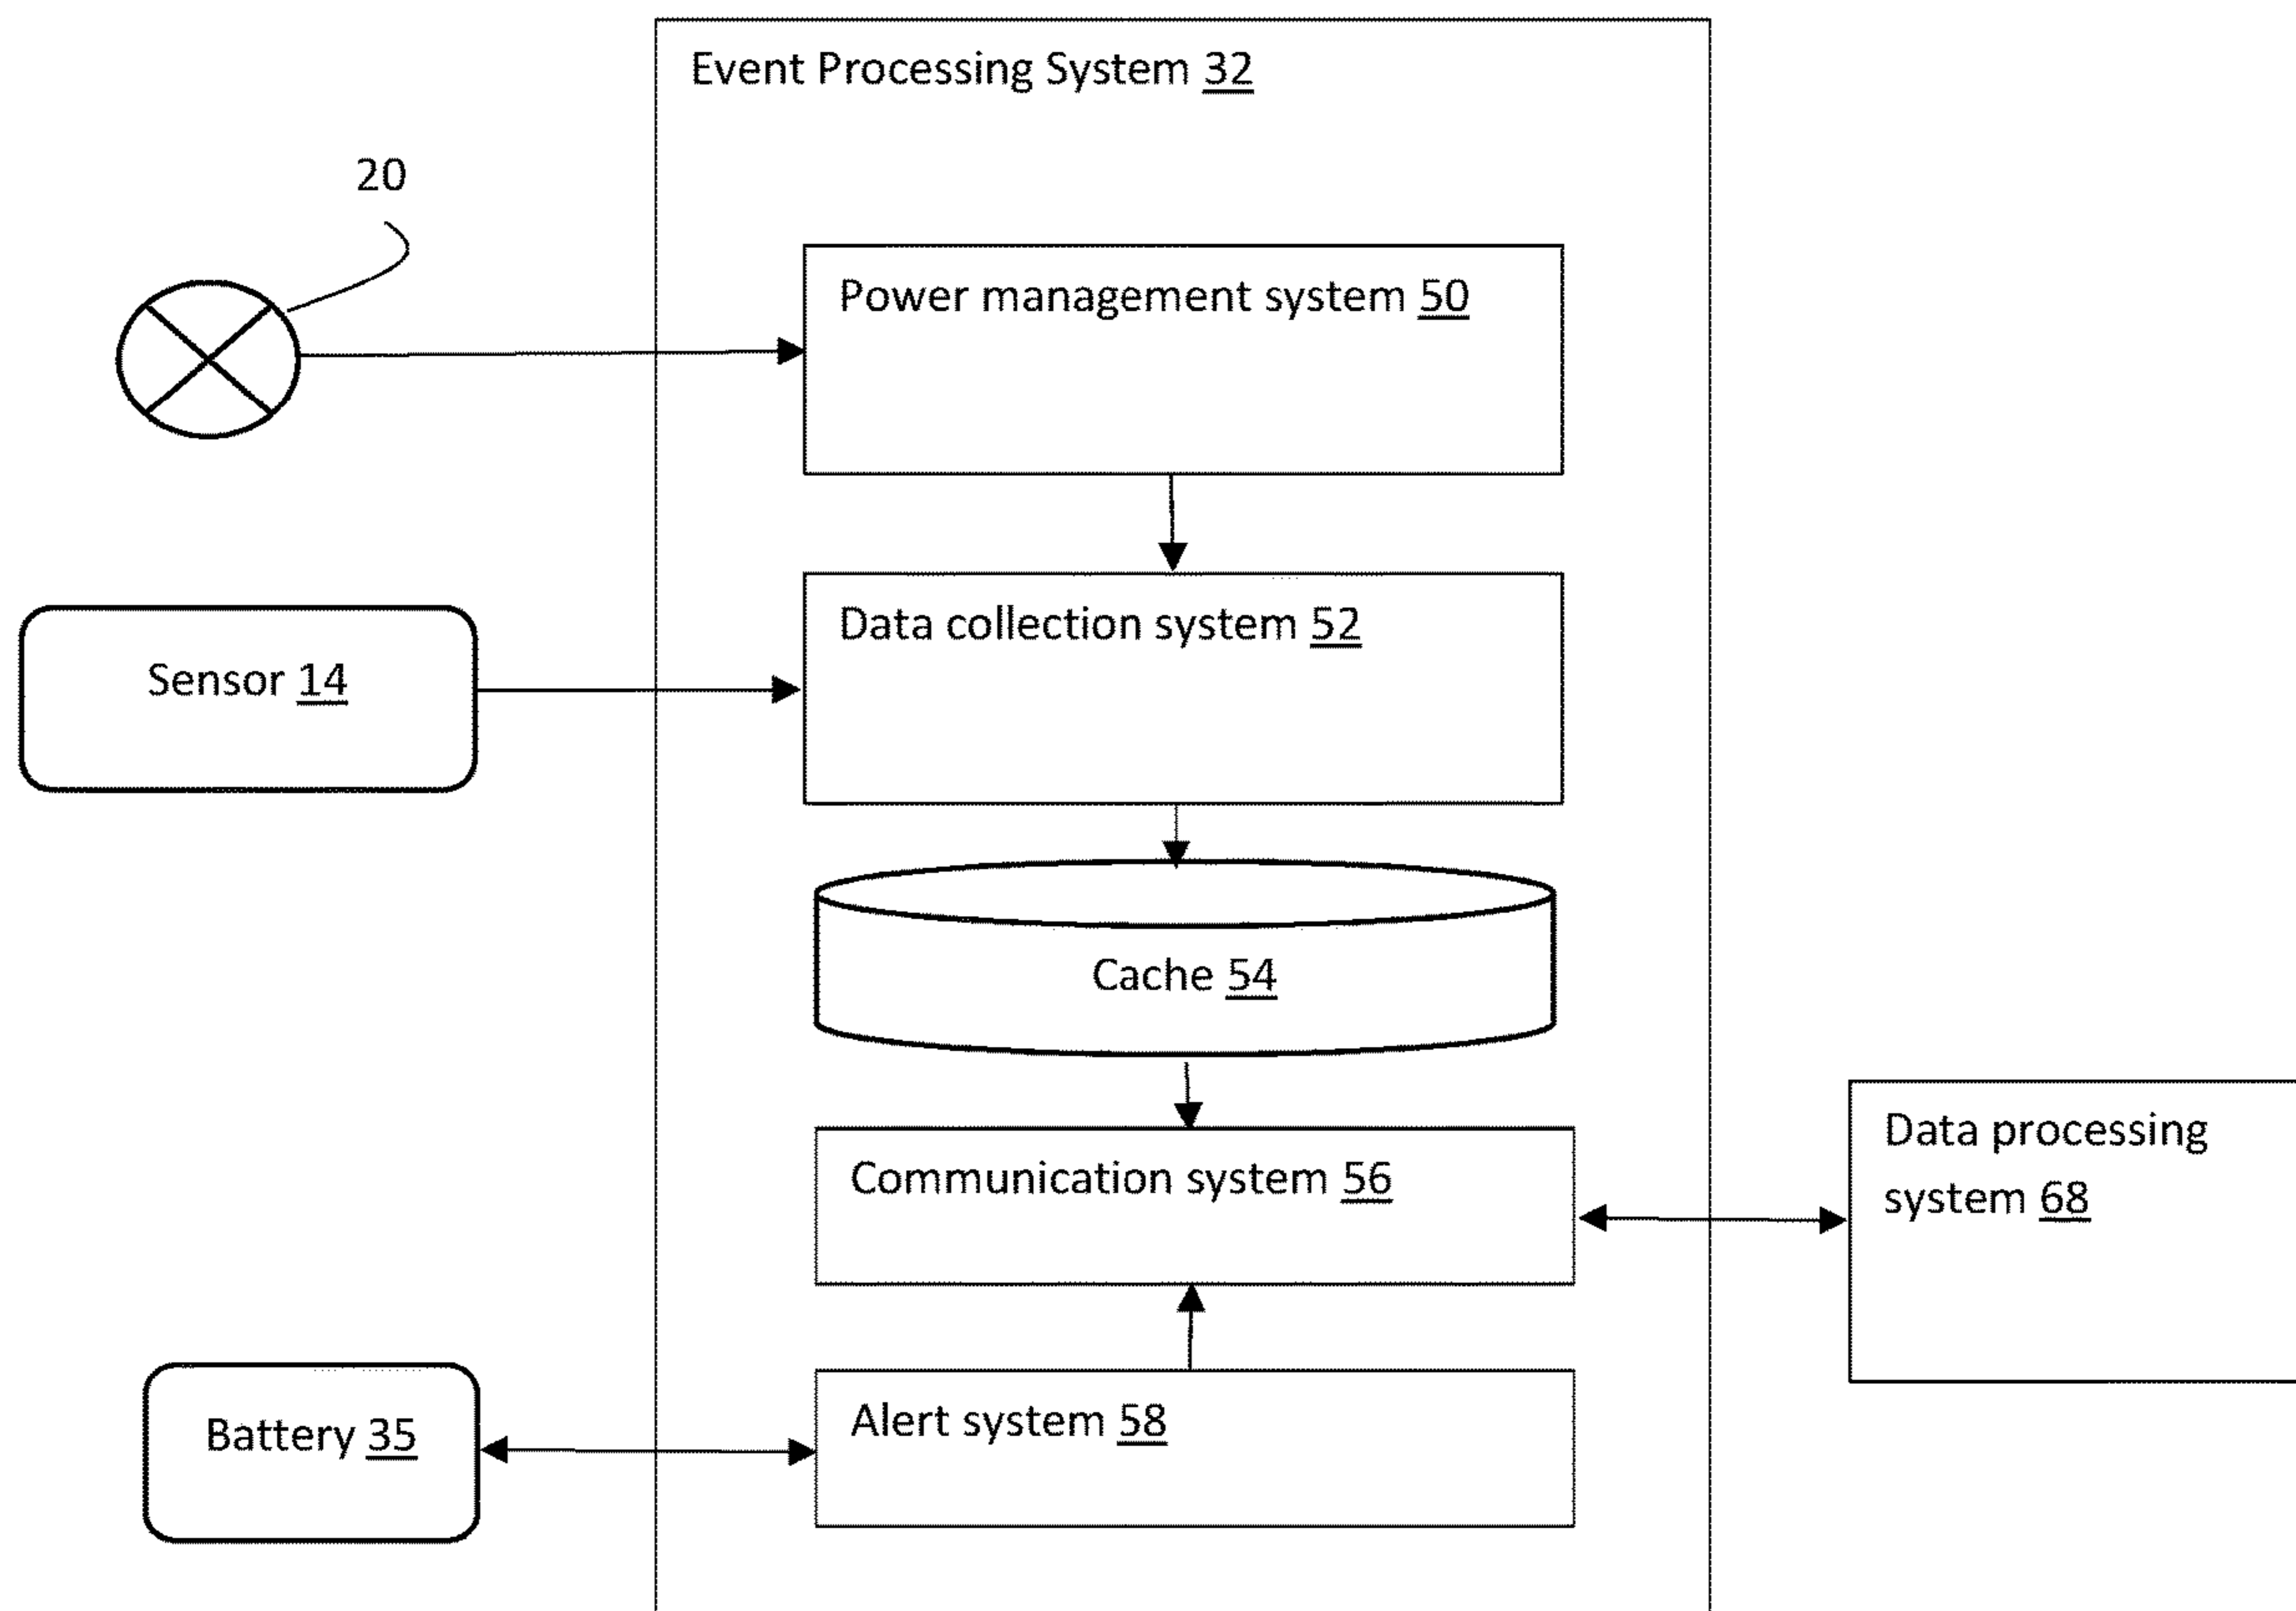 Event Processing System 32
20
Power management system 50
Data collection system 52
Sensor 14
Cache 54
Communication system 56
Data processing
system 68
Alert system 58
Battery 35